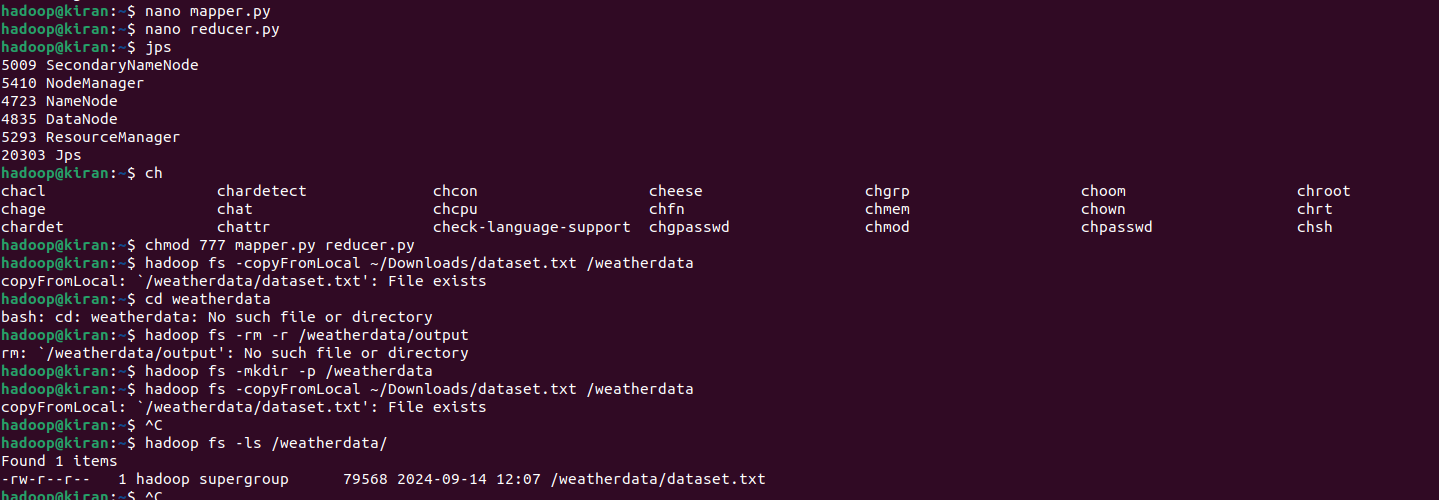 hadoop@kiran:~$ nano mapper.py
hadoop@kiran:~$ nano reducer.py
hadoop@kiran:~$ jps
5009 SecondaryNameNode
5410 NodeManager
4723 NameNode
4835 DataNode
5293 ResourceManager
20303 Jps
hadoop@kiran:~$ ch
chacl chardetect chcon cheese chgrp choom chroot
chage chat chcpu chfn chmem chown chrt
chardet chattr check-language-support chgpasswd chmod chpasswd chsh
hadoop@kiran:~$ chmod 777 mapper.py reducer.py
hadoop@kiran:~$ hadoop fs -copyFromLocal ~/Downloads/dataset.txt /weatherdata
copyFromLocal: `/weatherdata/dataset.txt': File exists
hadoop@kiran:~$ cd weatherdata
bash: cd: weatherdata: No such file or directory
hadoop@kiran:~$ hadoop fs -rm -r /weatherdata/output
rm: `/weatherdata/output': No such file or directory
hadoop@kiran:~$ hadoop fs -mkdir -p /weatherdata
hadoop@kiran:~$ hadoop fs -copyFromLocal ~/Downloads/dataset.txt /weatherdata
copyFromLocal: `/weatherdata/dataset.txt': File exists
hadoop@kiran:~$ ^C
hadoop@kiran:~$ hadoop fs -ls /weatherdata/
Found 1 items
-rw-r--r-- 1 hadoop supergroup 79568 2024-09-14 12:07 /weatherdata/dataset.txt
hadoop@kiran:~$ ^C